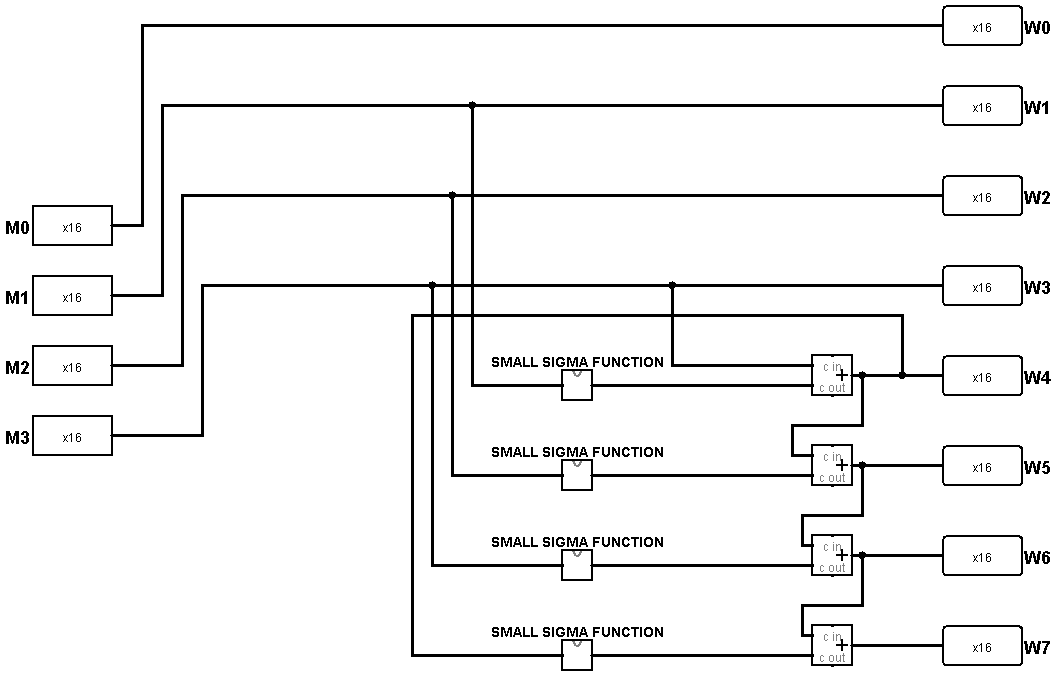 x16 W0
x16 W1
x16 W2
M0 x16
M1 x16
x16 W3
M2 x16
SMALL SIGMA FUNCTION
c in
+
c out
x16 W4
M3 x16
SMALL SIGMA FUNCTION
c in
+
c out
x16 W5
SMALL SIGMA FUNCTION
c in
+
c out
x16 W6
SMALL SIGMA FUNCTION
c in
+
c out
x16 W7